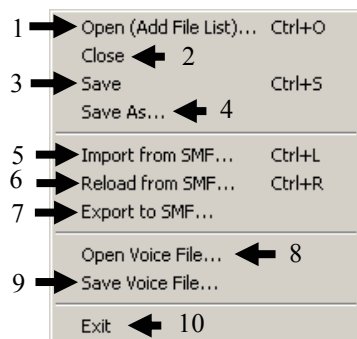 1 Open (Add File List)... Ctrl+O
Close 2
3 Save Ctrl+S
Save As... 4
5 Import from SMF... Ctrl+L
6 Reload from SMF... Ctrl+R
7 Export to SMF...
Open Voice File... 8
9 Save Voice File...
Exit 10